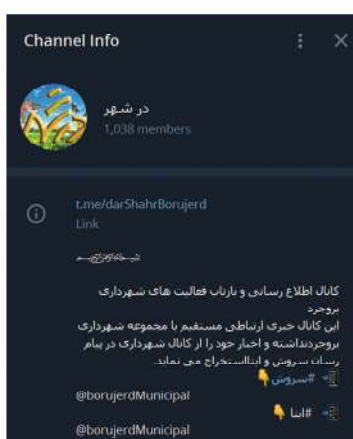 Channel Info
در شهر
1,038 members
t.me/darShahrBorujerd
Link
کانال اطلاع رسانی و بازتاب فعالیت های شهرداری
بروجرد
این کانال خبری ارتباطی مستقیم با مجموعه شهرداری
بروجردنداشته و اخبار خود را از کانال شهرداری در پیام
رسان سروش و ایتااستخراج می نماید.
#سروش👇
@borujerdMunicipal
#ایتا 👇
@borujerdMunicipal